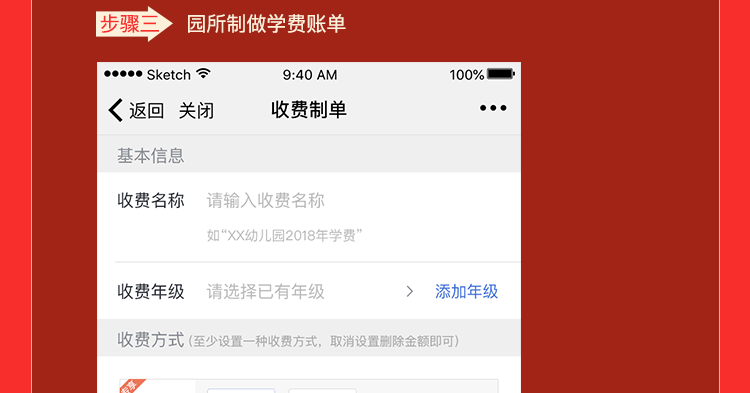 步骤三 园所制做学费账单
Sketch 9:40 AM 100%
返回 关闭 收费制单
基本信息
收费名称 请输入收费名称
如“XX幼儿园2018年学费”
收费年级 请选择已有年级 添加年级
收费方式 (至少设置一种收费方式，取消设置删除金额即可)